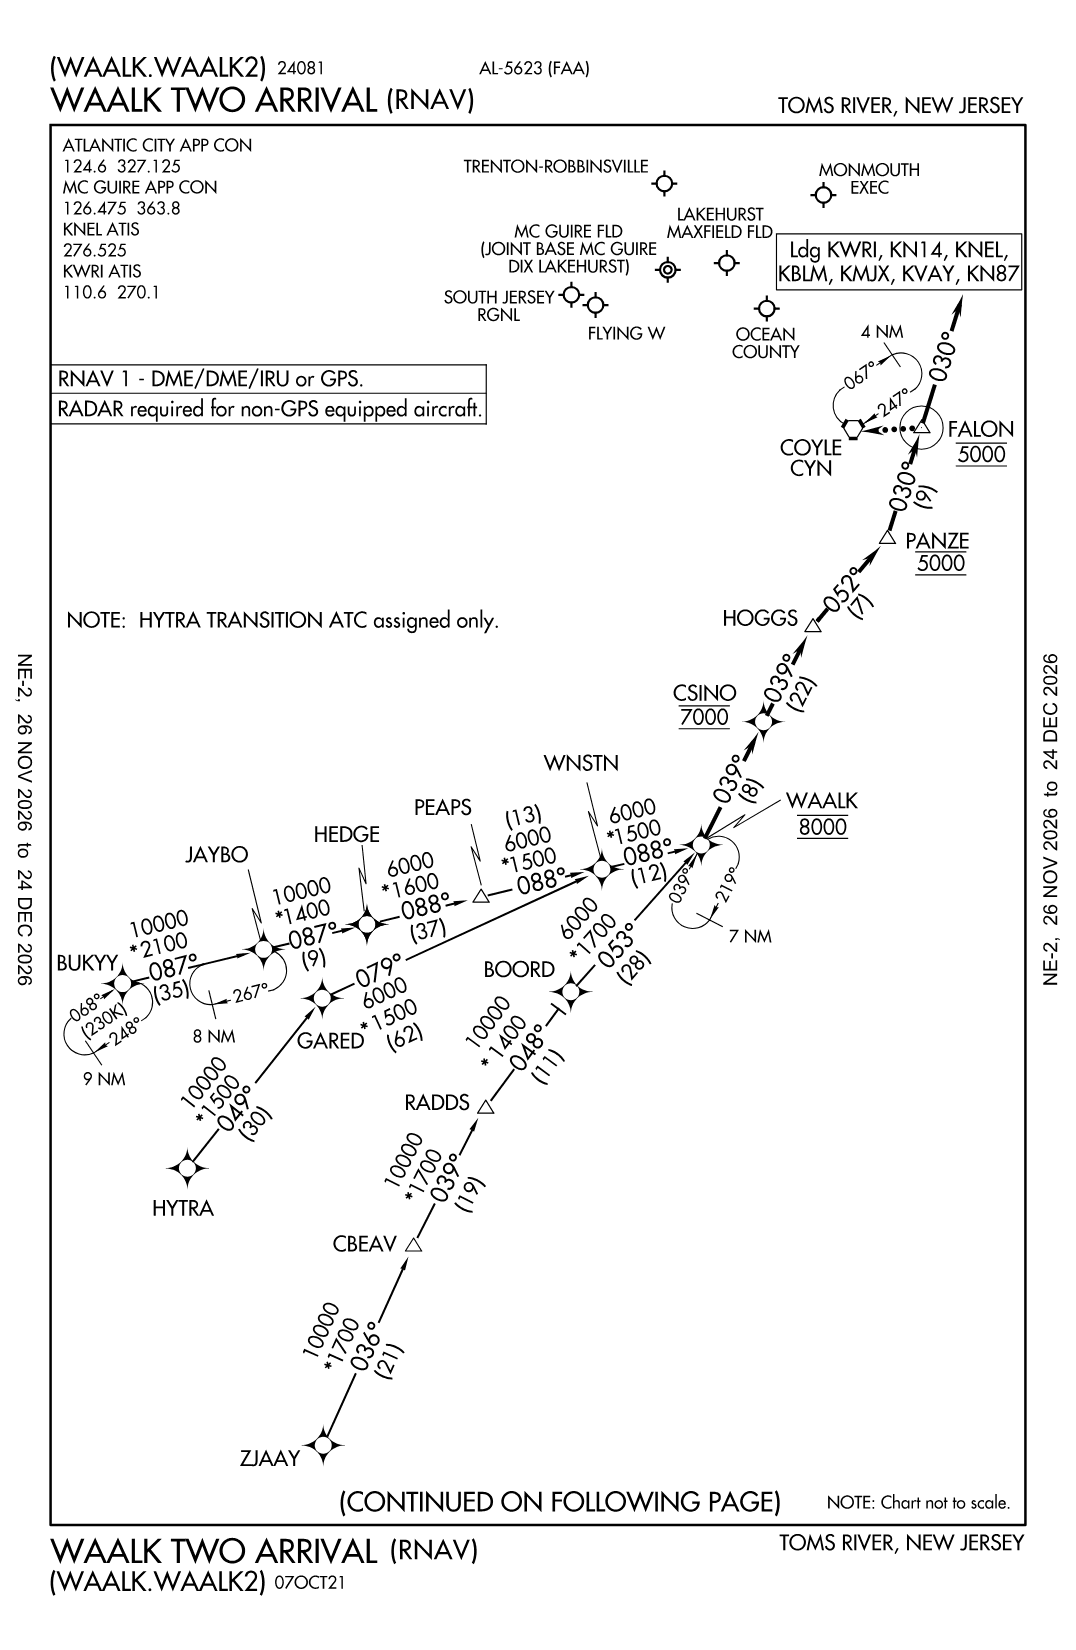 (WAALK.WAALK2) 24081
AL-5623 (FAA)
WAALK TWO ARRIVAL (RNAV)
TOMS RIVER, NEW JERSEY
ATLANTIC CITY APP CON
124.6 327.125
MC GUIRE APP CON
126.475 363.8
KNEL ATIS
276.525
KWRI ATIS
110.6 270.1
TRENTON-ROBBINSVILLE
MONMOUTH
EXEC
LAKEHURST
MAXFIELD FLD
MC GUIRE FLD
(JOINT BASE MC GUIRE
DIX LAKEHURST)
Ldg KWRI, KN14, KNEL,
KBLM, KMJX, KVAY, KN87
SOUTH JERSEY
RGNL
FLYING W
OCEAN
COUNTY
RNAV 1 - DME/DME/IRU or GPS.
RADAR required for non-GPS equipped aircraft.
4 NM
067°
247°
030°
COYLE
CYN
FALON
5000
030°
(9)
PANZE
5000
NOTE: HYTRA TRANSITION ATC assigned only.
052°
(7)
HOGGS
039°
(22)
CSINO
7000
039°
(8)
WAALK
8000
WNSTN
6000
*1500
088°
(12)
PEAPS
(13)
6000
*1500
088°
HEDGE
6000
*1600
088°
(37)
JAYBO
10000
*1400
087°
(9)
10000
*2100
087°
(35)
BUKYY
068°
(230K)
248°
9 NM
267°
8 NM
039°
219°
7 NM
079°
6000
*1500
(62)
GARED
6000
*1700
053°
(28)
BOORD
10000
*1400
048°
(11)
10000
*1500
049°
(30)
HYTRA
RADDS
10000
*1700
039°
(19)
CBEAV
10000
*1700
036°
(21)
ZJAAY
(CONTINUED ON FOLLOWING PAGE)
NOTE: Chart not to scale.
WAALK TWO ARRIVAL (RNAV)
TOMS RIVER, NEW JERSEY
(WAALK.WAALK2) 07OCT21
NE-2, 26 NOV 2026 to 24 DEC 2026
NE-2, 26 NOV 2026 to 24 DEC 2026